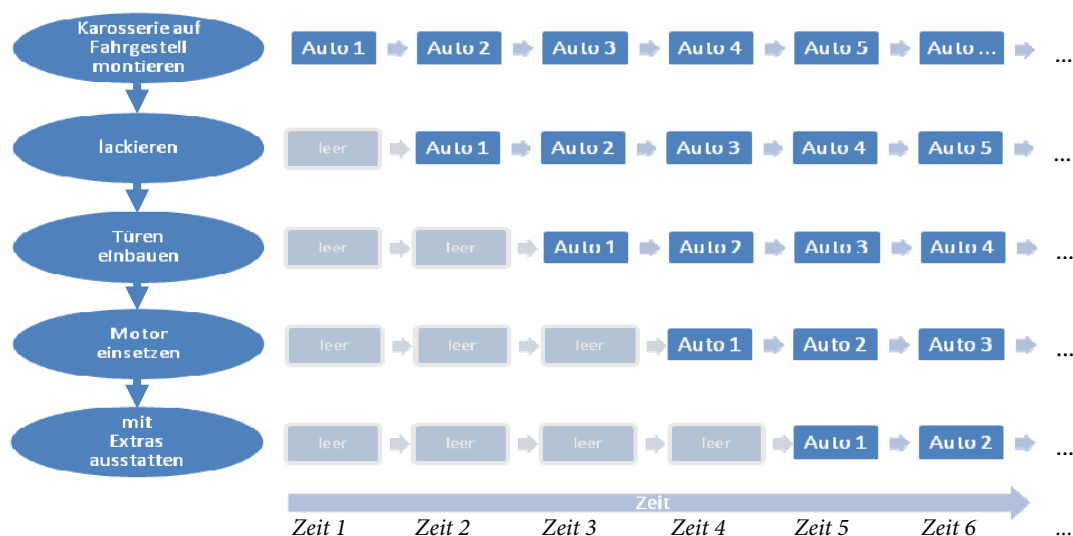 Karosserie auf
Fahrgestell
montieren
Auto 1 Auto 2 Auto 3 Auto 4 Auto 5 Auto ... ...
lackieren
leer Auto 1 Auto 2 Auto 3 Auto 4 Auto 5 ...
Türen
einbauen
leer leer Auto 1 Auto 2 Auto 3 Auto 4 ...
Motor
einsetzen
leer leer leer Auto 1 Auto 2 Auto 3 ...
mit
Extras
ausstatten
leer leer leer leer Auto 1 Auto 2 ...
Zeit
Zeit 1 Zeit 2 Zeit 3 Zeit 4 Zeit 5 Zeit 6 ...